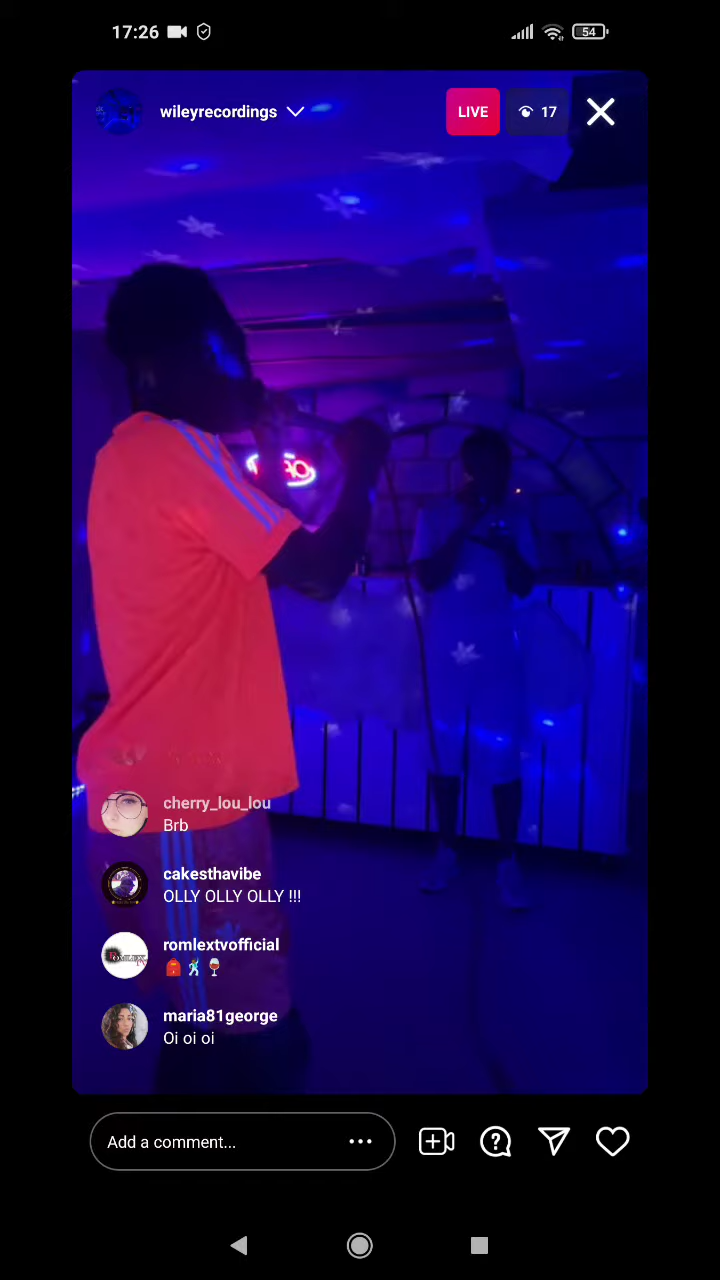 17:26
54
wileyrecordings
LIVE
17
cherry_lou_lou
Brb
cakesthavibe
OLLY OLLY OLLY !!!
romlextvofficial
🎒🕺🍷
maria81george
Oi oi oi
Add a comment...